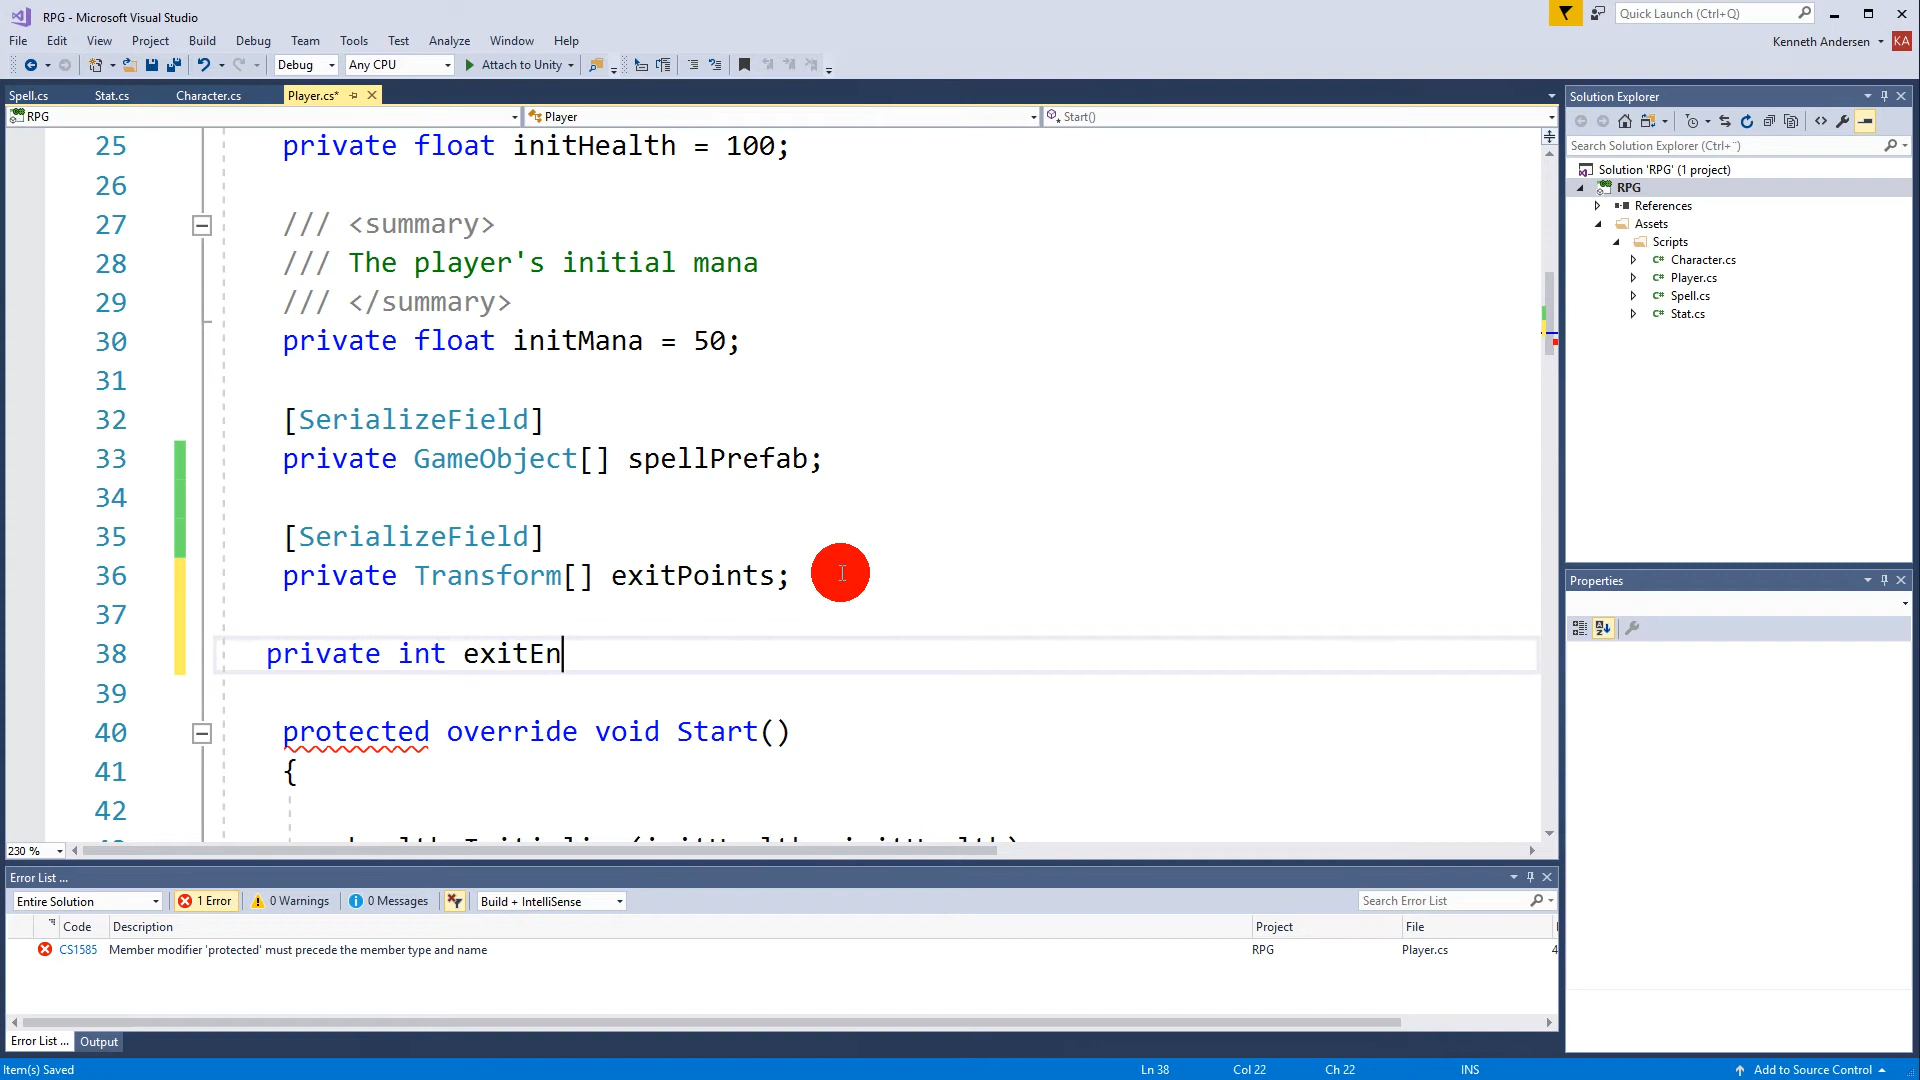 RPG - Microsoft Visual Studio
Quick Launch (Ctrl+Q)
File Edit View Project Build Debug Team Tools Test Analyze Window Help
Kenneth Andersen KA
Debug Any CPU Attach to Unity
Spell.cs Stat.cs Character.cs Player.cs*
RPG Player Start()
25 private float initHealth = 100;
26
27 /// <summary>
28 /// The player's initial mana
29 /// </summary>
30 private float initMana = 50;
31
32 [SerializeField]
33 private GameObject[] spellPrefab;
34
35 [SerializeField]
36 private Transform[] exitPoints;
37
38 private int exitEn
39
40 protected override void Start()
41 {
42
230 %
Solution Explorer
Search Solution Explorer (Ctrl+¨)
Solution 'RPG' (1 project)
RPG
References
Assets
Scripts
Character.cs
Player.cs
Spell.cs
Stat.cs
Properties
Error List ...
Entire Solution 1 Error 0 Warnings 0 Messages Build + IntelliSense Search Error List
Code Description Project File
CS1585 Member modifier 'protected' must precede the member type and name RPG Player.cs 4
Error List ... Output
Item(s) Saved Ln 38 Col 22 Ch 22 INS Add to Source Control